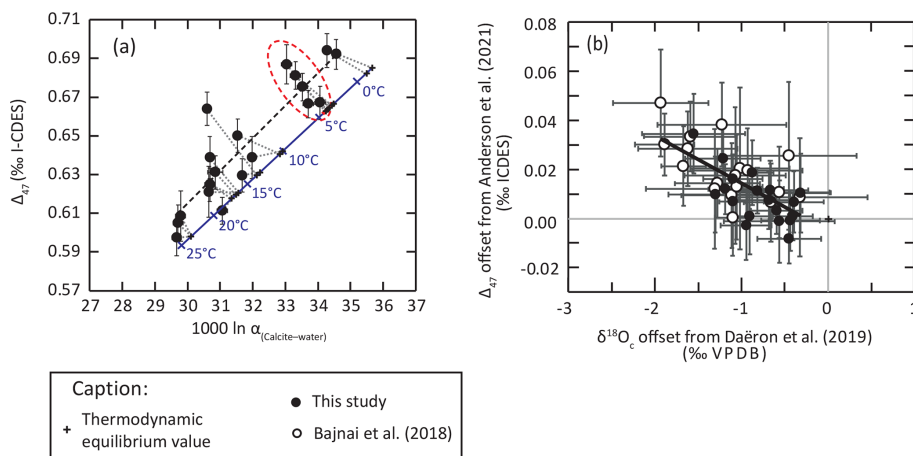 (a)
0.71
0.69
0.67
0.65
0.63
0.61
0.59
0.57
Δ47 (‰ I-CDES)
0°C
5°C
10°C
15°C
20°C
25°C
27 28 29 30 31 32 33 34 35 36 37
1000 ln α(Calcite–water)
(b)
0.08
0.06
0.04
0.02
0.00
-0.02
Δ47 offset from Anderson et al. (2021)
(‰ ICDES)
-3 -2 -1 0 1
δ18Oc offset from Daëron et al. (2019)
(‰ VPDB)
Caption:
Thermodynamic
equilibrium value
This study
Bajnai et al. (2018)